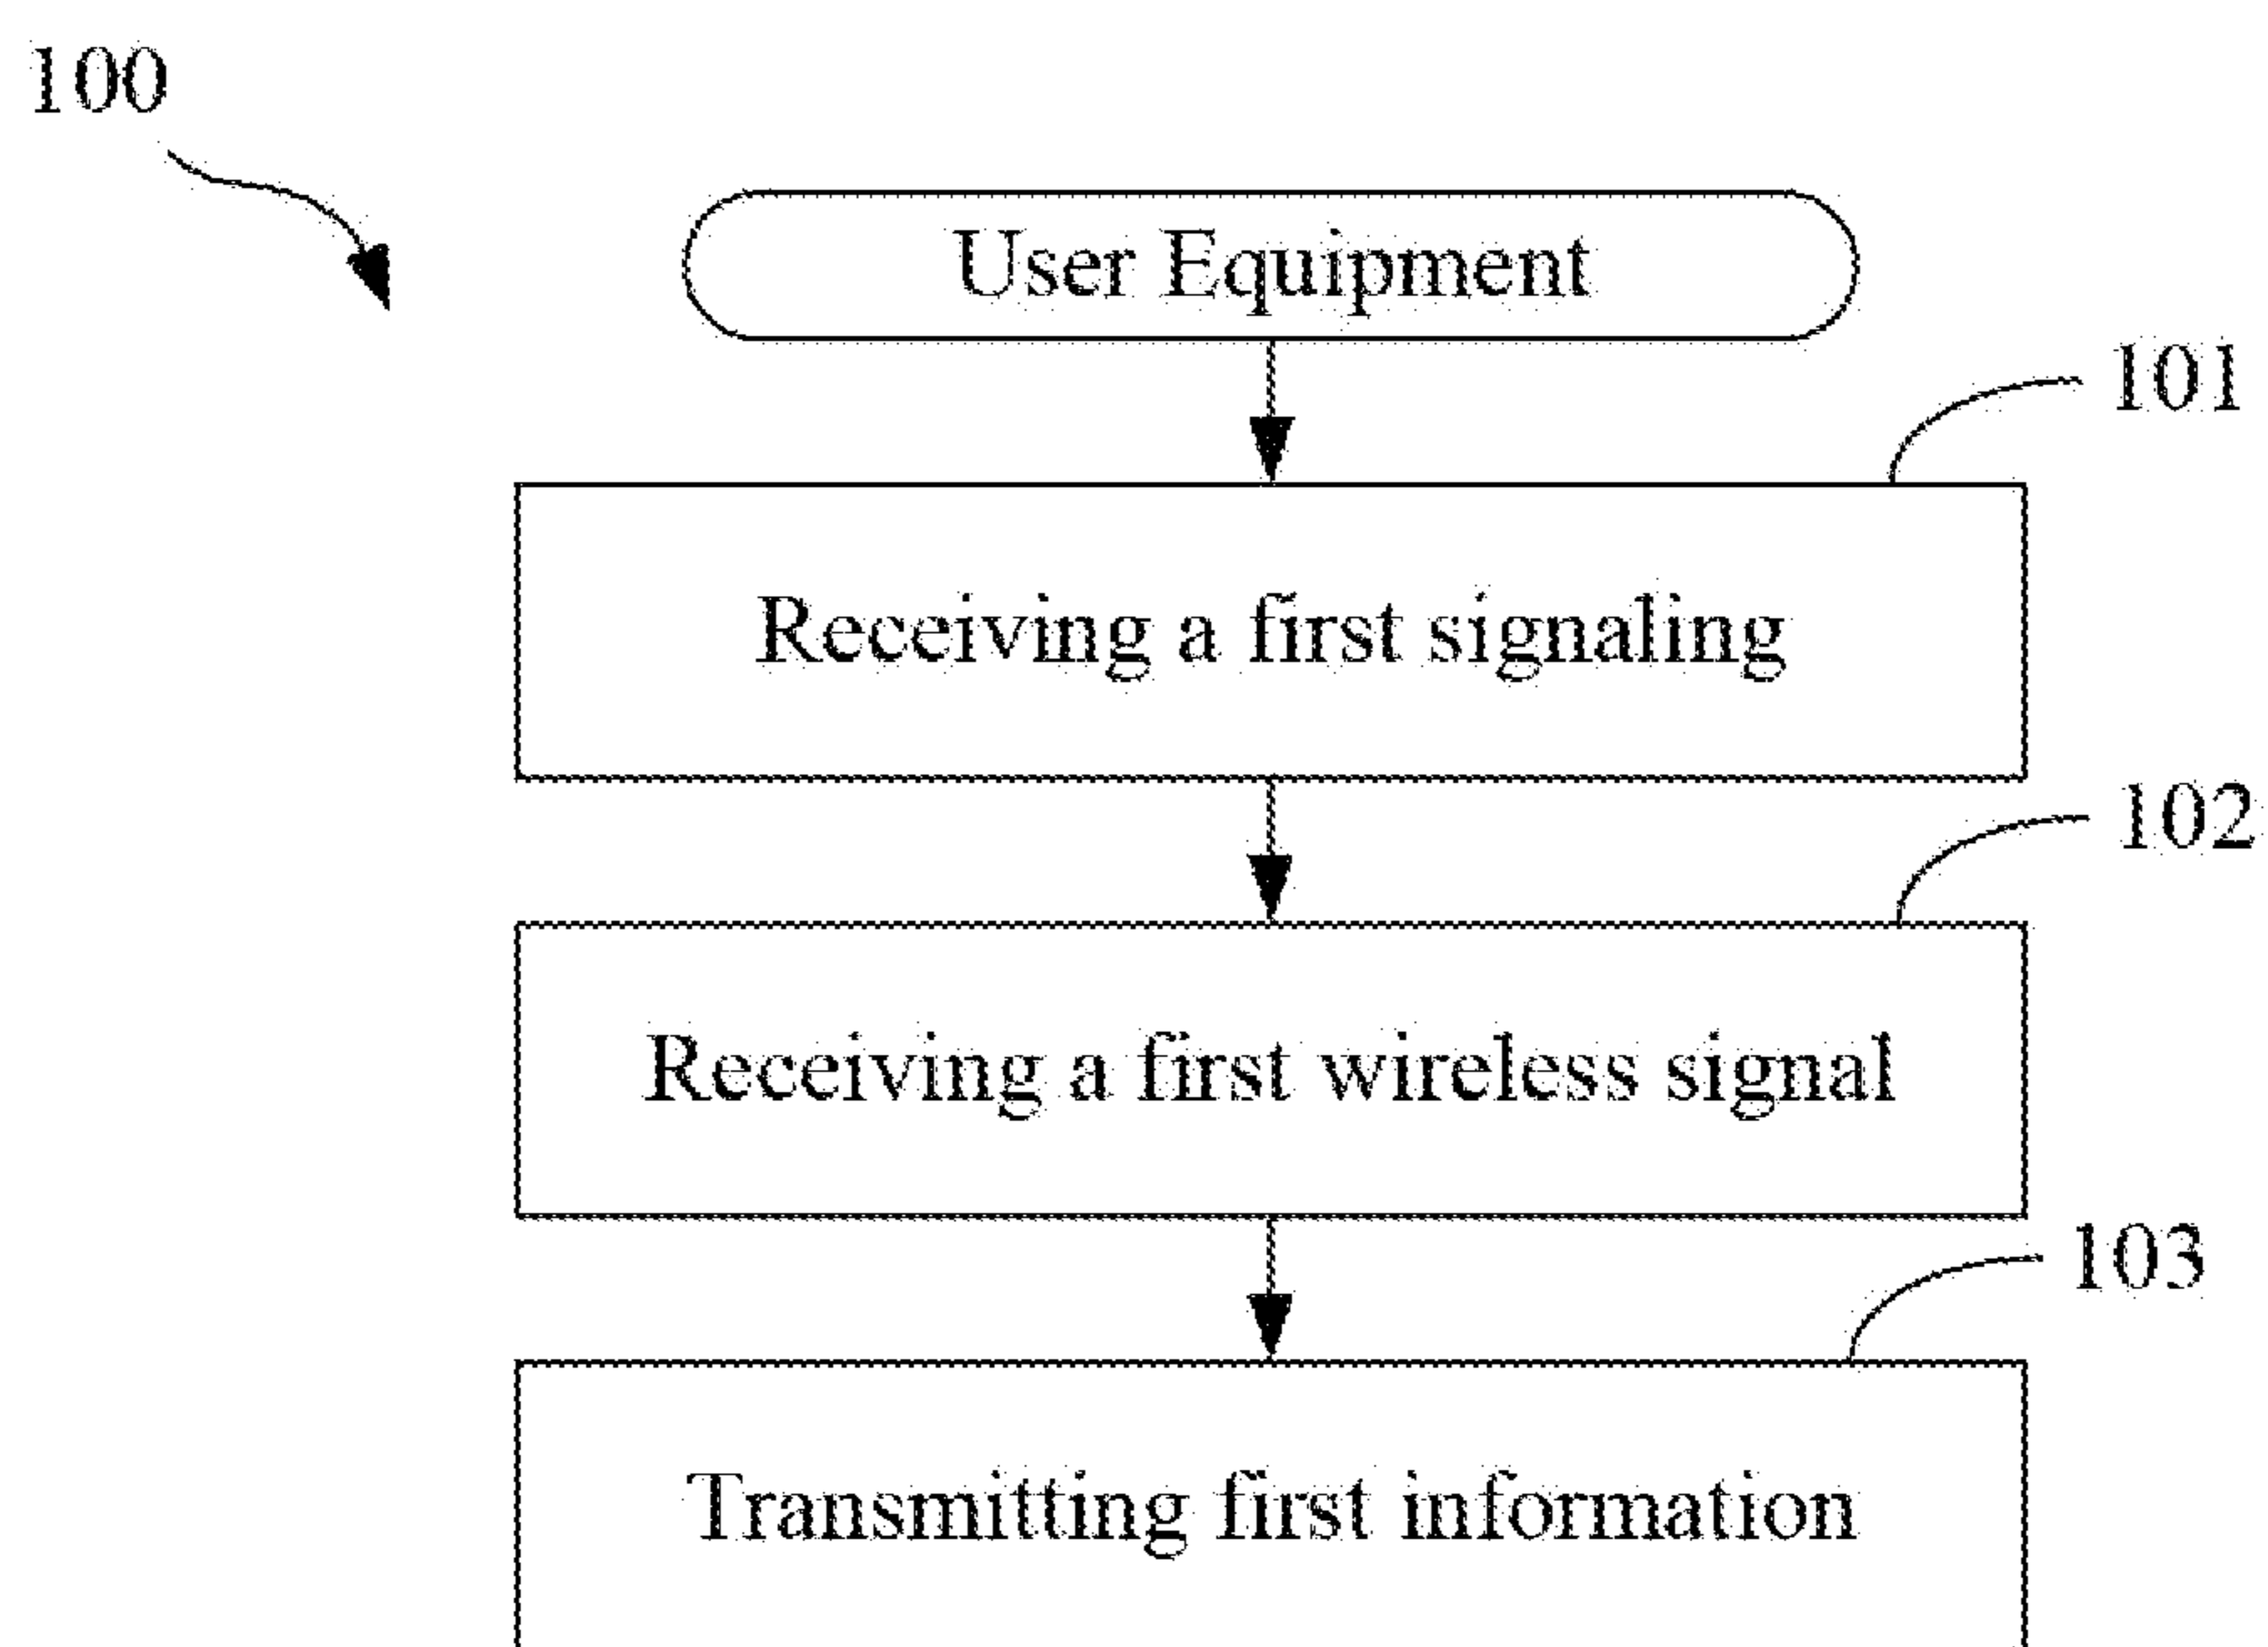 100
User Equipment
101
Receiving a first signaling
102
Receiving a first wireless signal
103
Transmitting first information